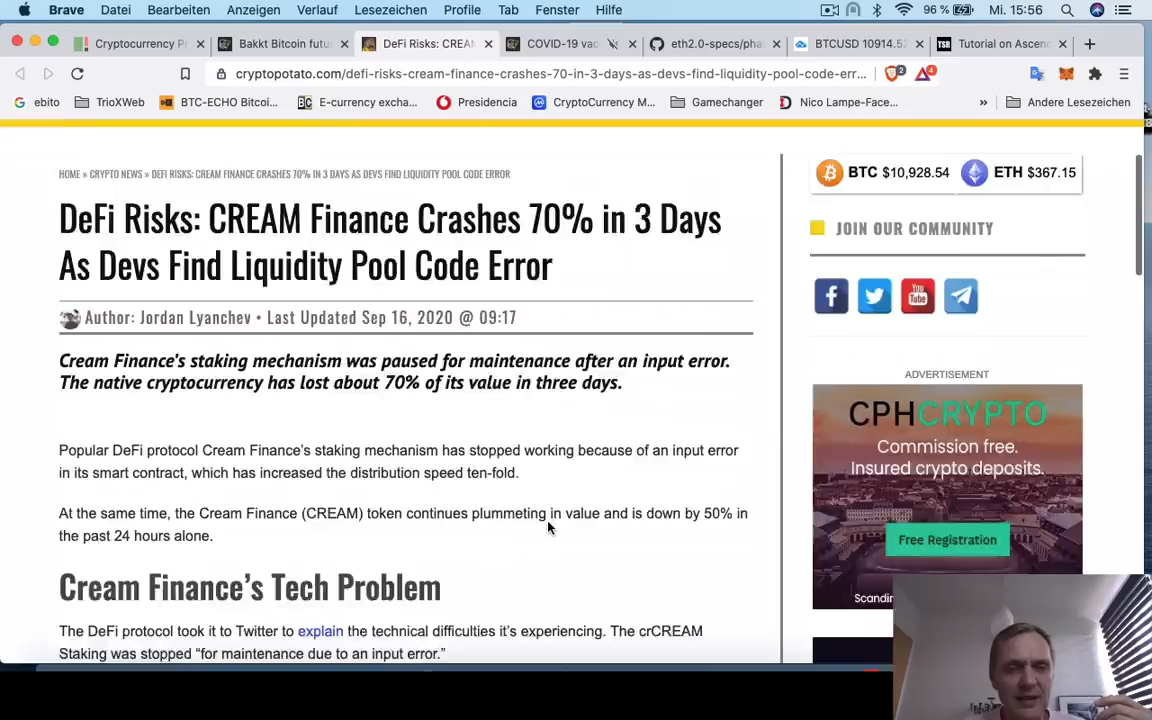 Brave Datei Bearbeiten Anzeigen Verlauf Lesezeichen Profile Tab Fenster Hilfe 96 % Mi. 15:56
Cryptocurrency Pr Bakkt Bitcoin futu DeFi Risks: CREA COVID-19 vac eth2.0-specs/pha BTCUSD 10914.5 TSR Tutorial on Ascen
cryptopotato.com/defi-risks-cream-finance-crashes-70-in-3-days-as-devs-find-liquidity-pool-code-err... 2 4
ebito TrioXWeb BTC-ECHO Bitcoi... BC E-currency excha... Presidencia CryptoCurrency M... Gamechanger Nico Lampe-Face... » Andere Lesezeichen
HOME » CRYPTO NEWS » DEFI RISKS: CREAM FINANCE CRASHES 70% IN 3 DAYS AS DEVS FIND LIQUIDITY POOL CODE ERROR
DeFi Risks: CREAM Finance Crashes 70% in 3 Days
As Devs Find Liquidity Pool Code Error
Author: Jordan Lyanchev • Last Updated Sep 16, 2020 @ 09:17
Cream Finance's staking mechanism was paused for maintenance after an input error.
The native cryptocurrency has lost about 70% of its value in three days.
Popular DeFi protocol Cream Finance's staking mechanism has stopped working because of an input error
in its smart contract, which has increased the distribution speed ten-fold.
At the same time, the Cream Finance (CREAM) token continues plummeting in value and is down by 50% in
the past 24 hours alone.
Cream Finance's Tech Problem
The DeFi protocol took it to Twitter to explain the technical difficulties it's experiencing. The crCREAM
Staking was stopped “for maintenance due to an input error.”
BTC $10,928.54 ETH $367.15
JOIN OUR COMMUNITY
You Tube
ADVERTISEMENT
CPHCRYPTO
Commission free.
Insured crypto deposits.
Free Registration
Scandin